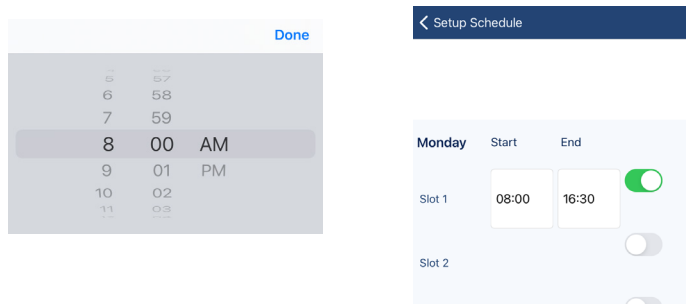 Done
5 57
6 58
7 59
8 00 AM
9 01 PM
10 02
11 03
Setup Schedule
Monday Start End
Slot 1 08:00 16:30
Slot 2